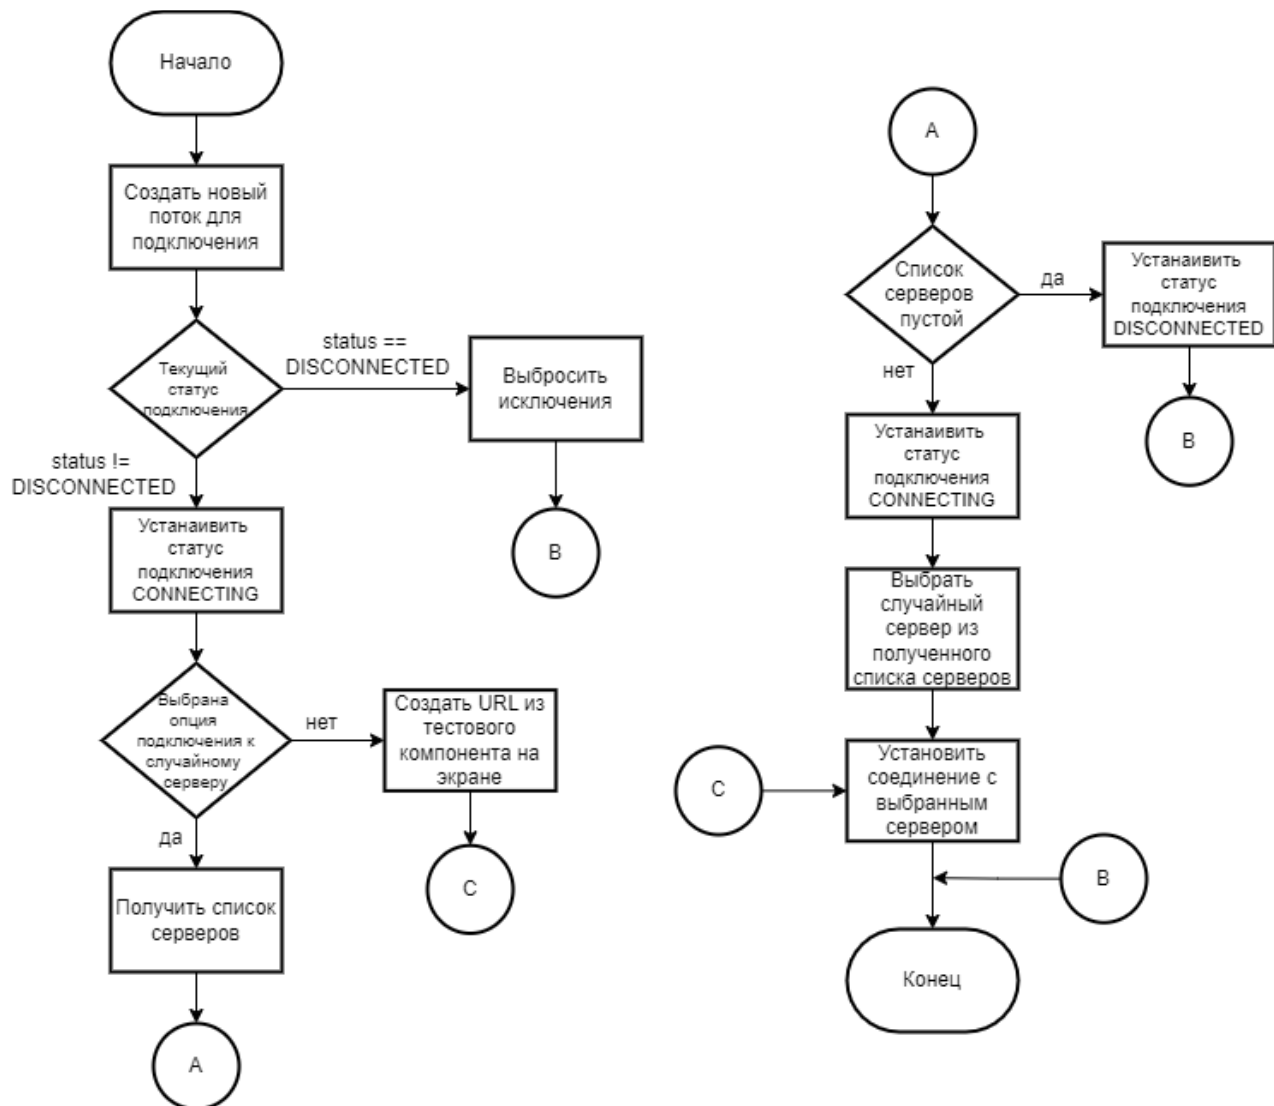 Начало
Создать новый
поток для
подключения
Текущий
статус
подключения
status ==
DISCONNECTED
Выбросить
исключения
B
status !=
DISCONNECTED
Устанаивить
статус
подключения
CONNECTING
Выбрана
опция
подключения к
случайному
серверу
нет
Создать URL из
тестового
компонента на
экране
C
да
Получить список
серверов
A
A
Список
серверов
пустой
да
Устанаивить
статус
подключения
DISCONNECTED
B
нет
Устанаивить
статус
подключения
CONNECTING
Выбрать
случайный
сервер из
полученного
списка серверов
C
Установить
соединение с
выбранным
сервером
B
Конец